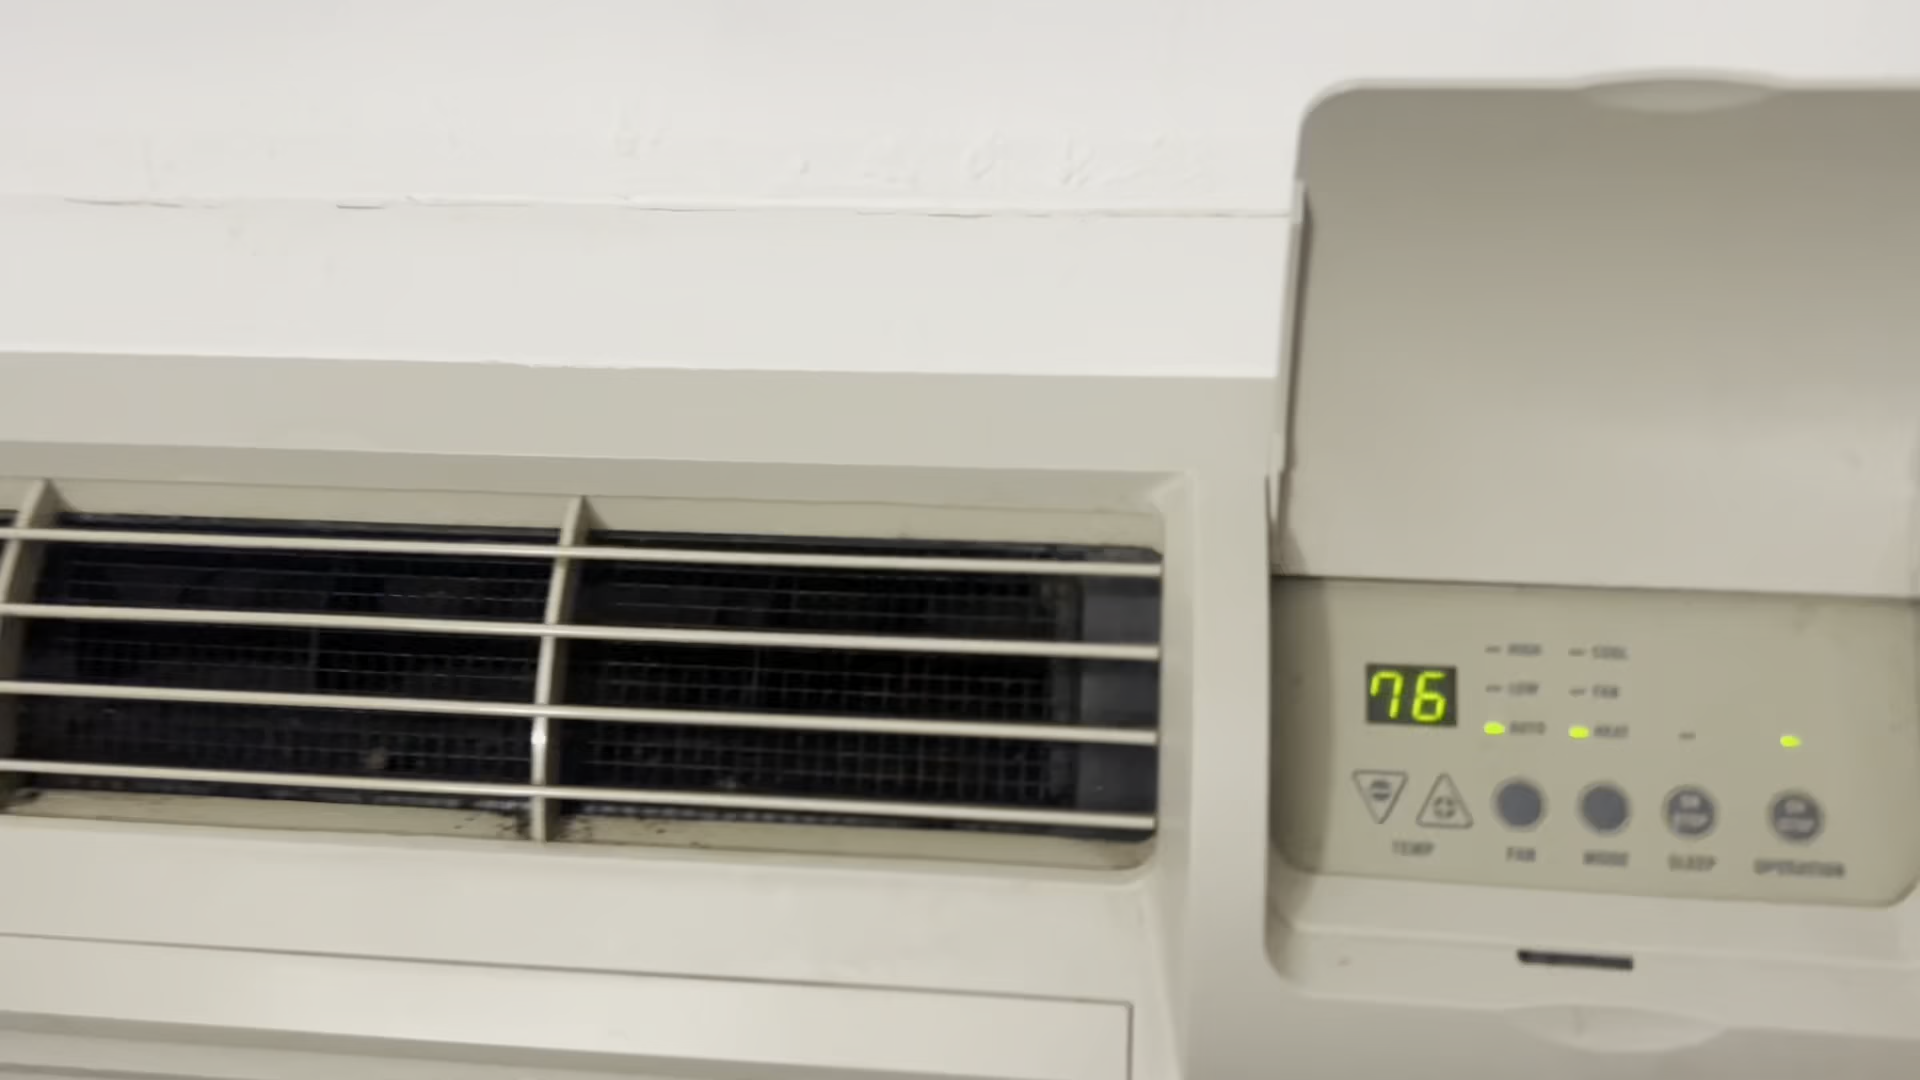 HIGH COOL
76 LOW FAN
AUTO HEAT
TEMP FAN MODE SLEEP OPERATION